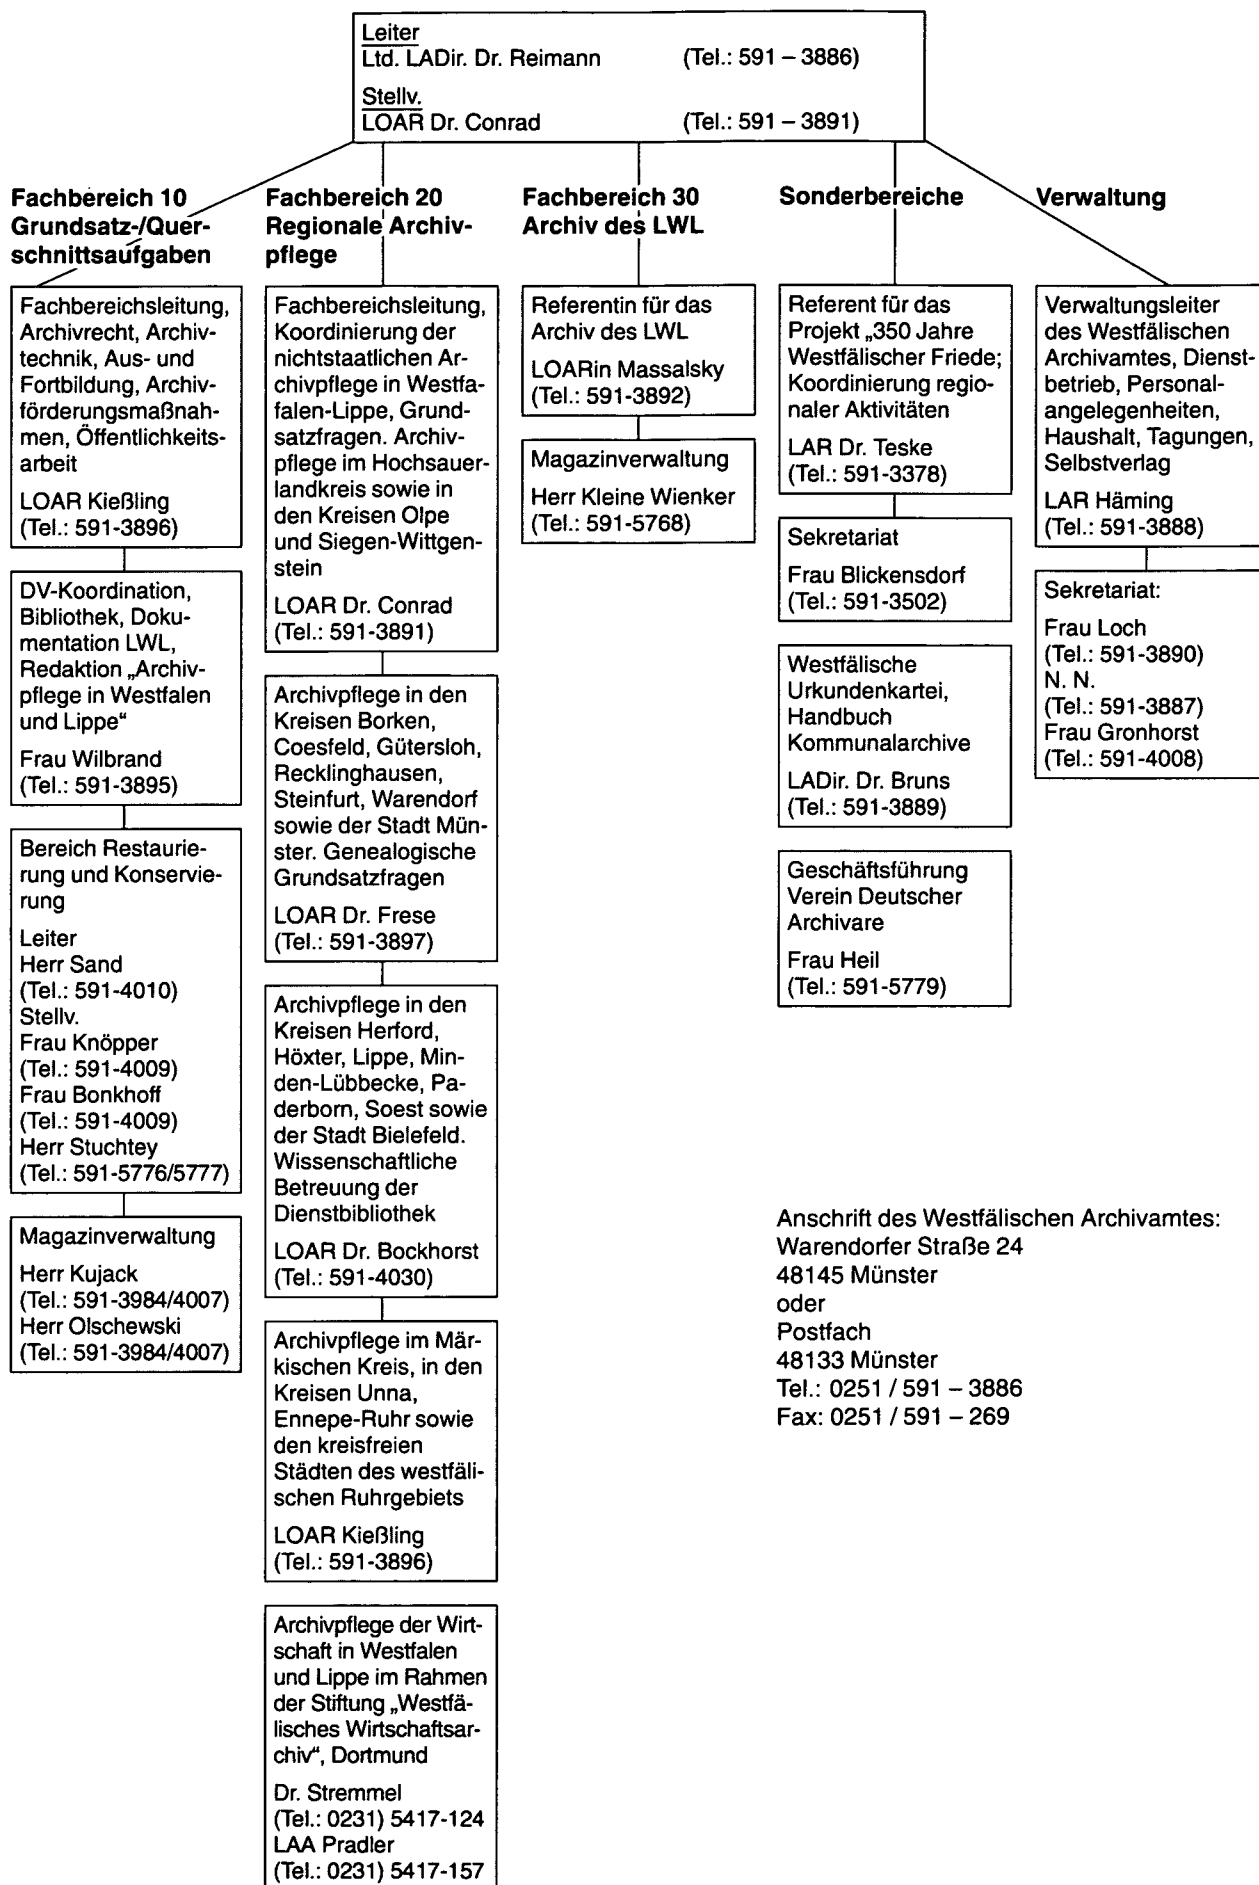 Leiter
Ltd. LADir. Dr. Reimann (Tel.: 591 – 3886)
Stellv.
LOAR Dr. Conrad (Tel.: 591 – 3891)
Fachbereich 10
Grundsatz-/Quer-
schnittsaufgaben
Fachbereichsleitung,
Archivrecht, Archiv-
technik, Aus- und
Fortbildung, Archiv-
förderungsmaßnah-
men, Öffentlichkeits-
arbeit
LOAR Kießling
(Tel.: 591-3896)
DV-Koordination,
Bibliothek, Doku-
mentation LWL,
Redaktion „Archiv-
pflege in Westfalen
und Lippe“
Frau Wilbrand
(Tel.: 591-3895)
Bereich Restaurie-
rung und Konservie-
rung
Leiter
Herr Sand
(Tel.: 591-4010)
Stellv.
Frau Knöpper
(Tel.: 591-4009)
Frau Bonkhoff
(Tel.: 591-4009)
Herr Stuchtey
(Tel.: 591-5776/5777)
Magazinverwaltung
Herr Kujack
(Tel.: 591-3984/4007)
Herr Olschewski
(Tel.: 591-3984/4007)
Fachbereich 20
Regionale Archiv-
pflege
Fachbereichsleitung,
Koordinierung der
nichtstaatlichen Ar-
chivpflege in Westfa-
falen-Lippe, Grund-
satzfragen. Archiv-
pflege im Hochsauer-
landkreis sowie in
den Kreisen Olpe
und Siegen-Wittgen-
stein
LOAR Dr. Conrad
(Tel.: 591-3891)
Archivpflege in den
Kreisen Borken,
Coesfeld, Gütersloh,
Recklinghausen,
Steinfurt, Warendorf
sowie der Stadt Mün-
ster. Genealogische
Grundsatzfragen
LOAR Dr. Frese
(Tel.: 591-3897)
Archivpflege in den
Kreisen Herford,
Höxter, Lippe, Min-
den-Lübbecke, Pa-
derborn, Soest sowie
der Stadt Bielefeld.
Wissenschaftliche
Betreuung der
Dienstbibliothek
LOAR Dr. Bockhorst
(Tel.: 591-4030)
Archivpflege im Mär-
kischen Kreis, in den
Kreisen Unna,
Ennepe-Ruhr sowie
den kreisfreien
Städten des westfäli-
schen Ruhrgebiets
LOAR Kießling
(Tel.: 591-3896)
Archivpflege der Wirt-
schaft in Westfalen
und Lippe im Rahmen
der Stiftung „Westfä-
lisches Wirtschaftsar-
chiv“, Dortmund
Dr. Stremmel
(Tel.: 0231) 5417-124
LAA Pradler
(Tel.: 0231) 5417-157
Fachbereich 30
Archiv des LWL
Referentin für das
Archiv des LWL
LOARin Massalsky
(Tel.: 591-3892)
Magazinverwaltung
Herr Kleine Wienker
(Tel.: 591-5768)
Sonderbereiche
Referent für das
Projekt „350 Jahre
Westfälischer Friede;
Koordinierung regio-
naler Aktivitäten
LAR Dr. Teske
(Tel.: 591-3378)
Sekretariat
Frau Blickensdorf
(Tel.: 591-3502)
Westfälische
Urkundenkartei,
Handbuch
Kommunalarchive
LADir. Dr. Bruns
(Tel.: 591-3889)
Geschäftsführung
Verein Deutscher
Archivare
Frau Heil
(Tel.: 591-5779)
Verwaltung
Verwaltungsleiter
des Westfälischen
Archivamtes, Dienst-
betrieb, Personal-
angelegenheiten,
Haushalt, Tagungen,
Selbstverlag
LAR Häming
(Tel.: 591-3888)
Sekretariat:
Frau Loch
(Tel.: 591-3890)
N. N.
(Tel.: 591-3887)
Frau Gronhorst
(Tel.: 591-4008)
Anschrift des Westfälischen Archivamtes:
Warendorfer Straße 24
48145 Münster
oder
Postfach
48133 Münster
Tel.: 0251 / 591 – 3886
Fax: 0251 / 591 – 269